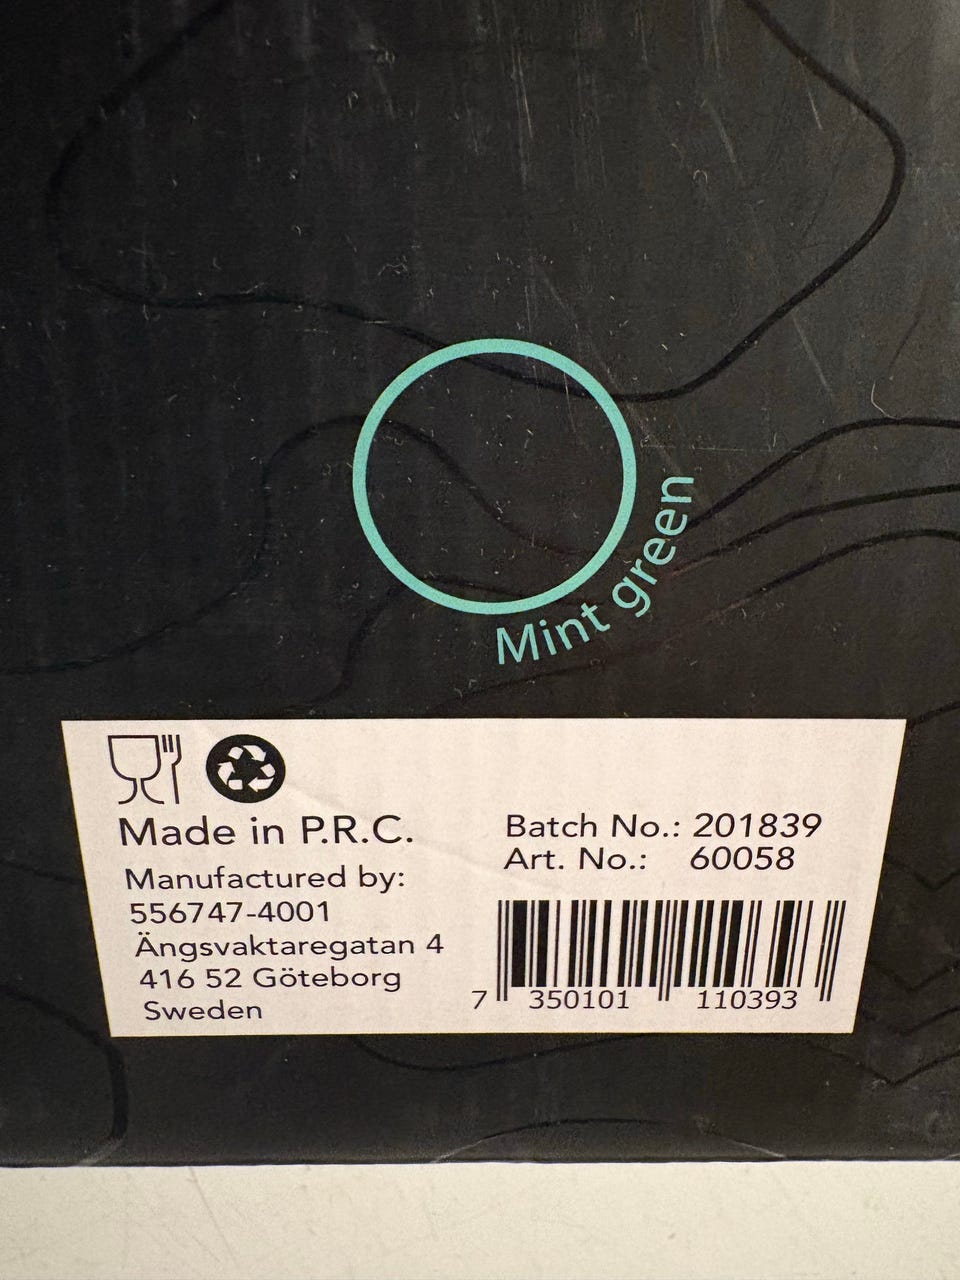 Mint green
Made in P.R.C.
Manufactured by:
556747-4001
Ängsvaktaregatan 4
416 52 Göteborg
Sweden
Batch No.: 201839
Art. No.: 60058
7 350101 110393